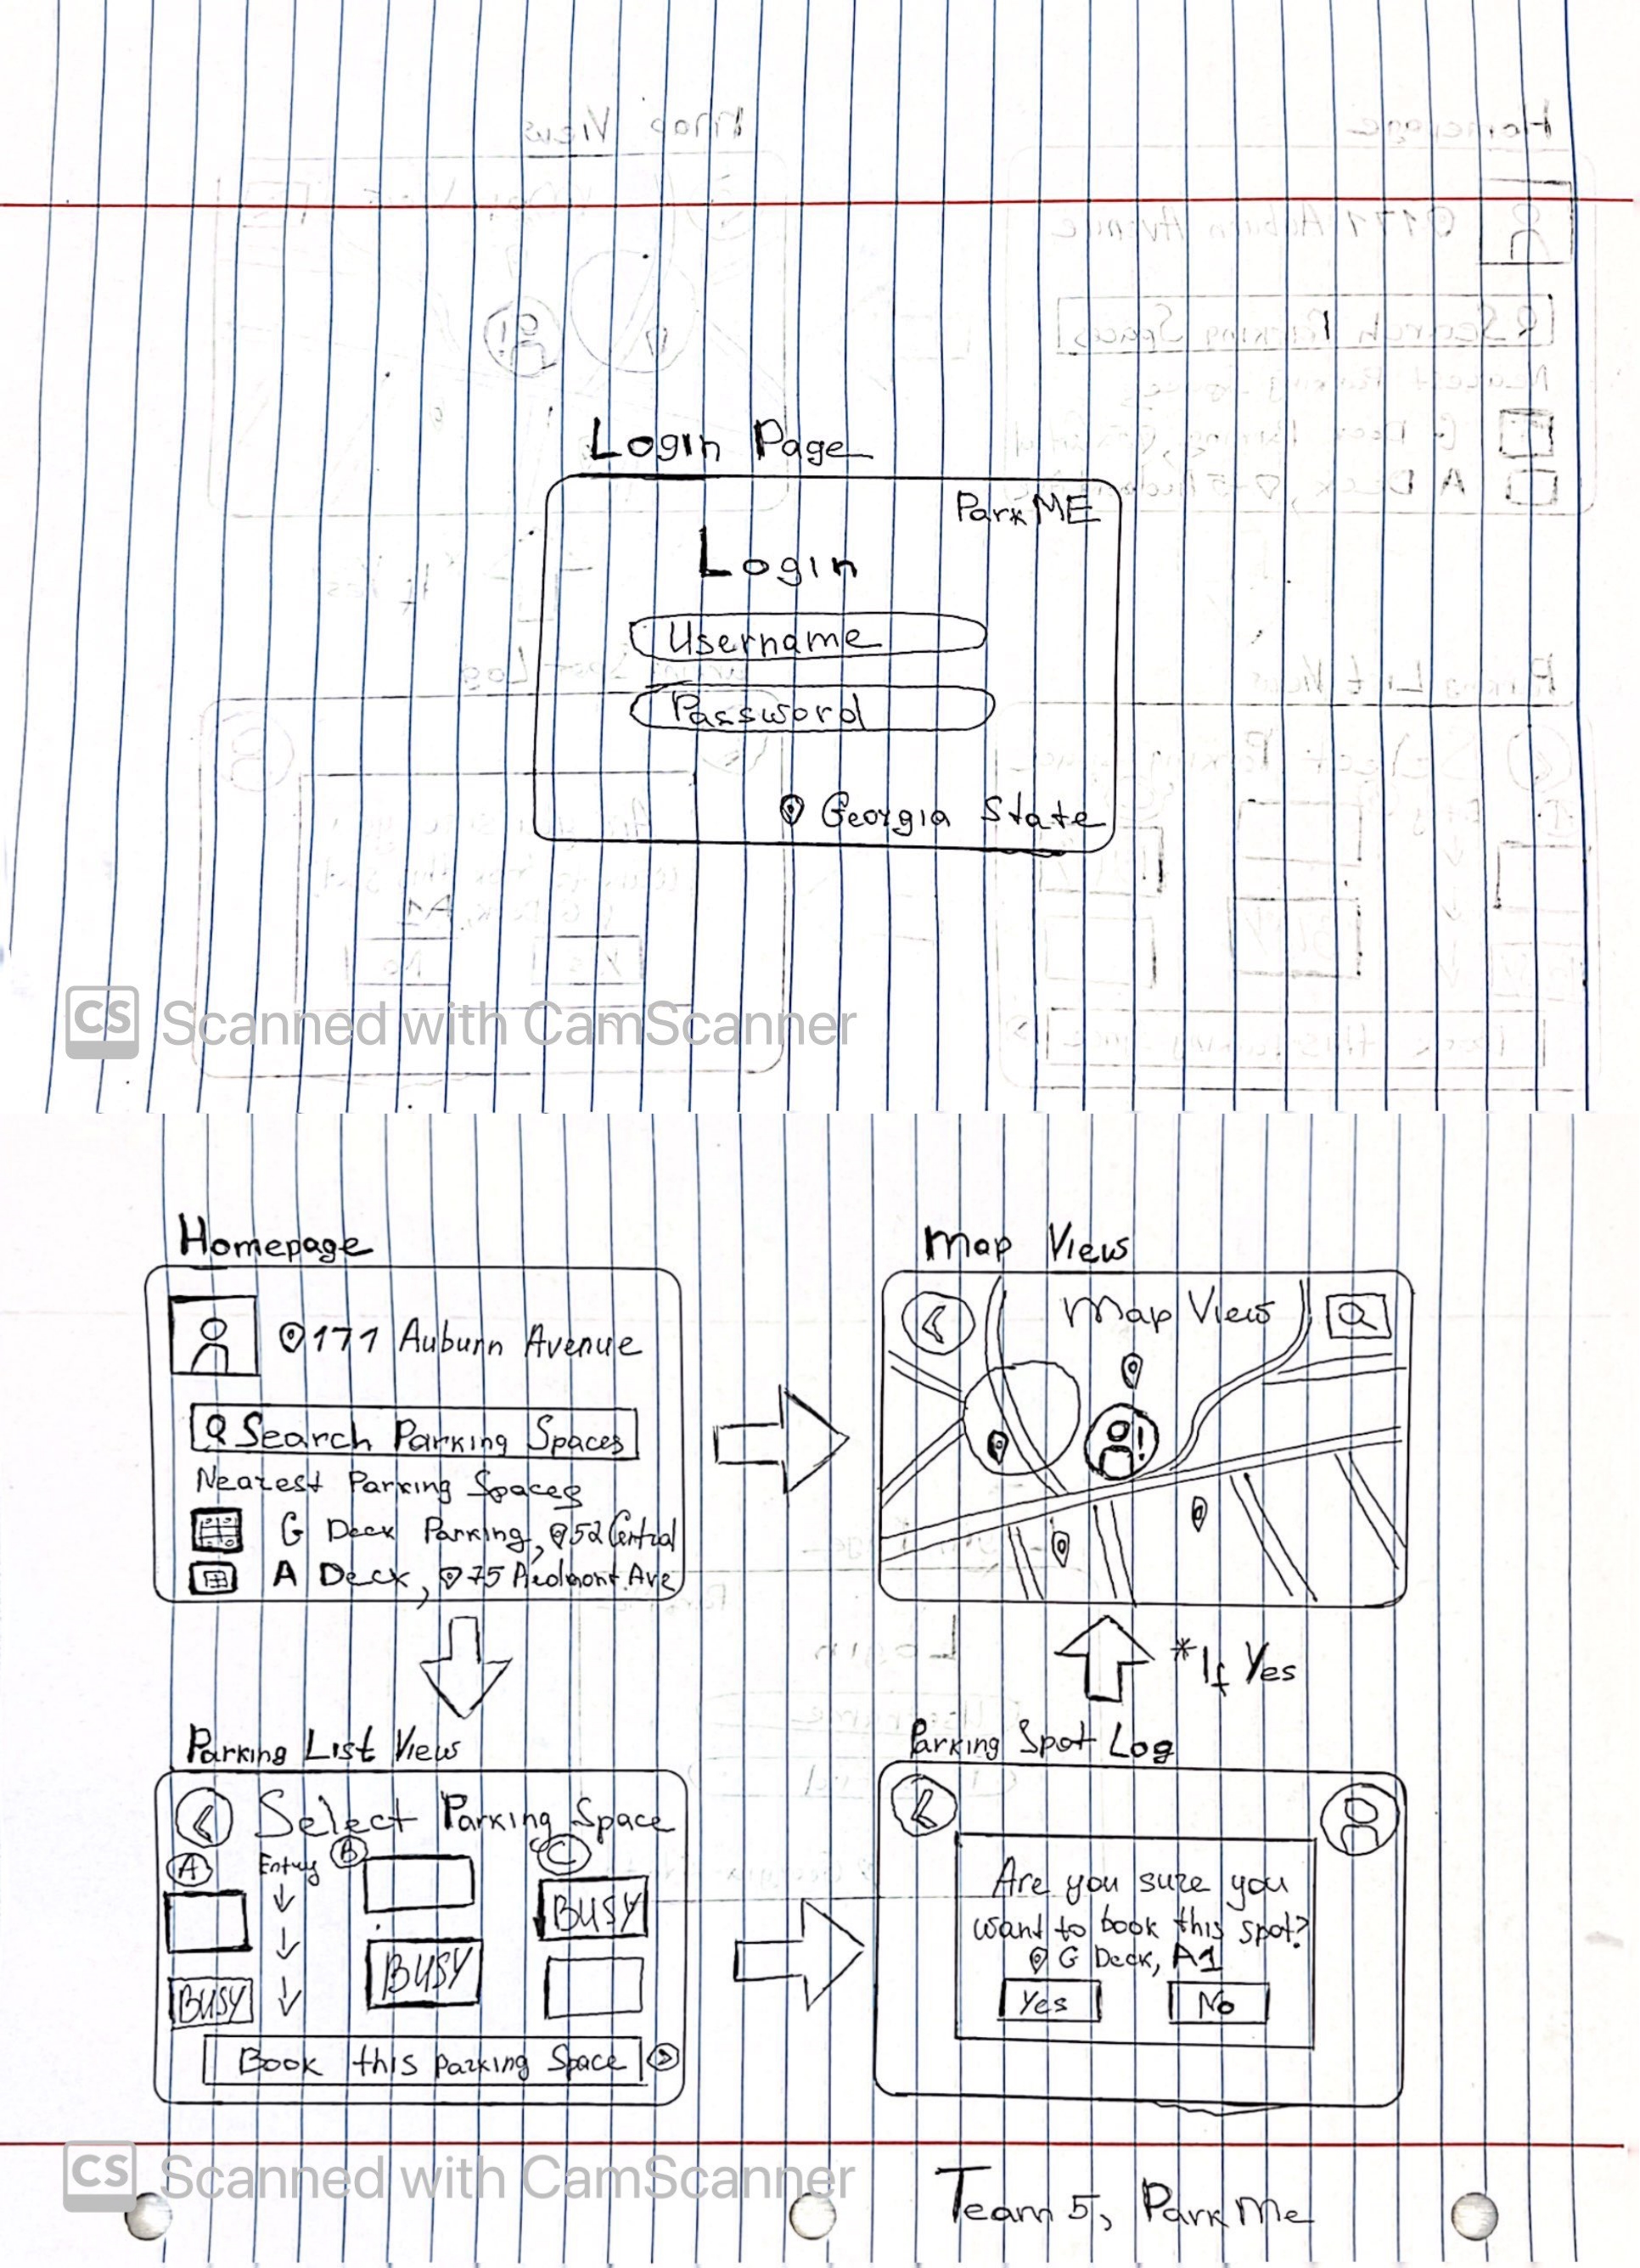 Login Page
ParkME
Login
Username
Password
Georgia State
CS Scanned with CamScanner
Homepage
171 Auburn Avenue
Search Parking Spaces
Nearest Parking Spaces
G Deck Parking, 52 Central
A Deck, 75 Piedmont Ave
Map View
Map View
*If Yes
Parking List View
Select Parking Space
A Entry B C
BUSY
BUSY
BUSY
Book this parking Space
Parking Spot Log
Are you sure you
want to book this spot?
G Deck, A1
Yes No
CS Scanned with CamScanner
Team 5, ParkMe